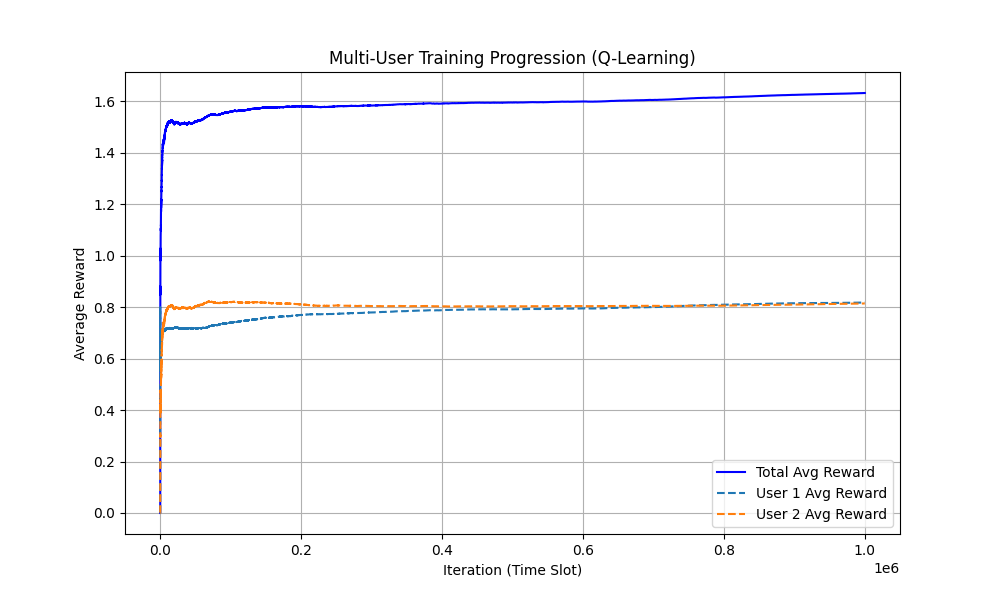 Multi-User Training Progression (Q-Learning)
Average Reward
1.6
1.4
1.2
1.0
0.8
0.6
0.4
0.2
0.0
Total Avg Reward
User 1 Avg Reward
User 2 Avg Reward
0.0 0.2 0.4 0.6 0.8 1.0
1e6
Iteration (Time Slot)